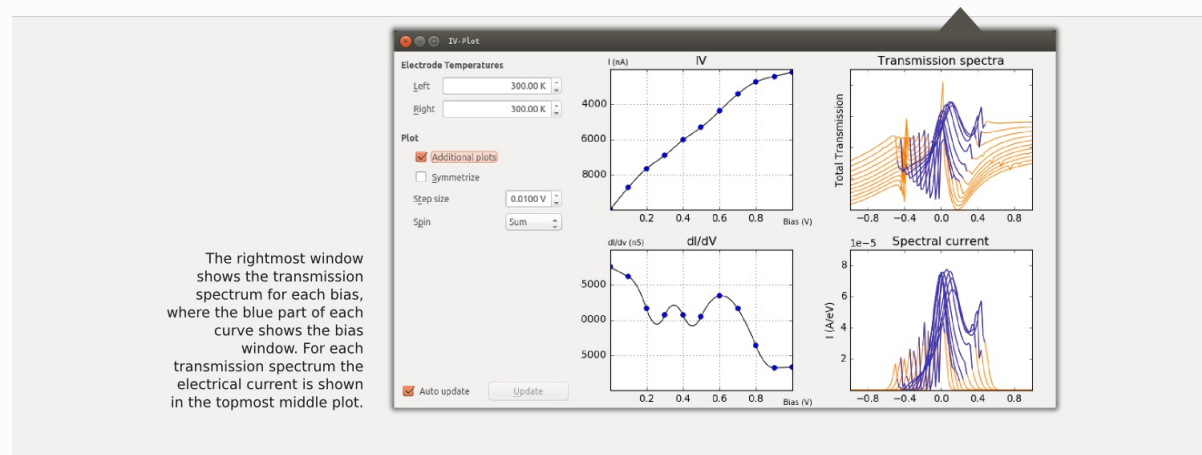 IV-Plot
Electrode Temperatures
Left 300.00 K
Right 300.00 K
Plot
Additional plots
Symmetrize
Step size 0.0100 V
Spin Sum
Auto update Update
I (nA) IV
4000
6000
8000
0.2 0.4 0.6 0.8
Bias (V)
Transmission spectra
Total Transmission
−0.8 −0.4 0.0 0.4 0.8
dI/dv (nS) dI/dV
5000
0000
5000
0.2 0.4 0.6 0.8
Bias (V)
1e−5 Spectral current
I (A/eV)
8
6
4
2
−0.8 −0.4 0.0 0.4 0.8
The rightmost window
shows the transmission
spectrum for each bias,
where the blue part of each
curve shows the bias
window. For each
transmission spectrum the
electrical current is shown
in the topmost middle plot.